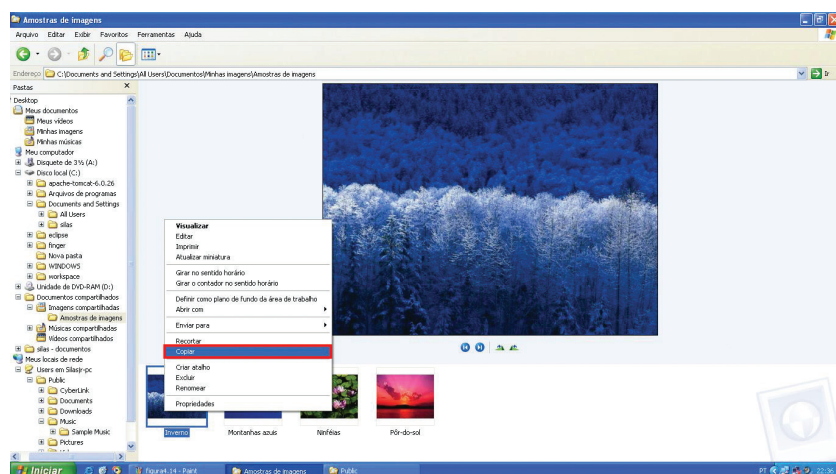 Amostras de imagens
Arquivo Editar Exibir Favoritos Ferramentas Ajuda
Endereço C:\Documents and Settings\All Users\Documentos\Minhas imagens\Amostras de imagens Ir
Pastas
Desktop
Meus documentos
Meus vídeos
Minhas imagens
Minhas músicas
Meu computador
Disquete de 3½ (A:)
Disco local (C:)
apache-tomcat-6.0.26
Arquivos de programas
Documents and Settings
All Users
silas
eclipse
finger
Nova pasta
WINDOWS
workspace
Unidade de DVD-RAM (D:)
Documentos compartilhados
Imagens compartilhadas
Amostras de imagens
Músicas compartilhadas
Vídeos compartilhados
silas - documentos
Meus locais de rede
Users em Silasjr-pc
Public
CyberLink
Documents
Downloads
Music
Sample Music
Pictures
Visualizar
Editar
Imprimir
Atualizar miniatura
Girar no sentido horário
Girar o contador no sentido horário
Definir como plano de fundo da área de trabalho
Abrir com
Enviar para
Recortar
Copiar
Criar atalho
Excluir
Renomear
Propriedades
Inverno Montanhas azuis Ninféias Pôr-do-sol
Iniciar figura4.14 - Paint Amostras de imagens Public PT 22:36